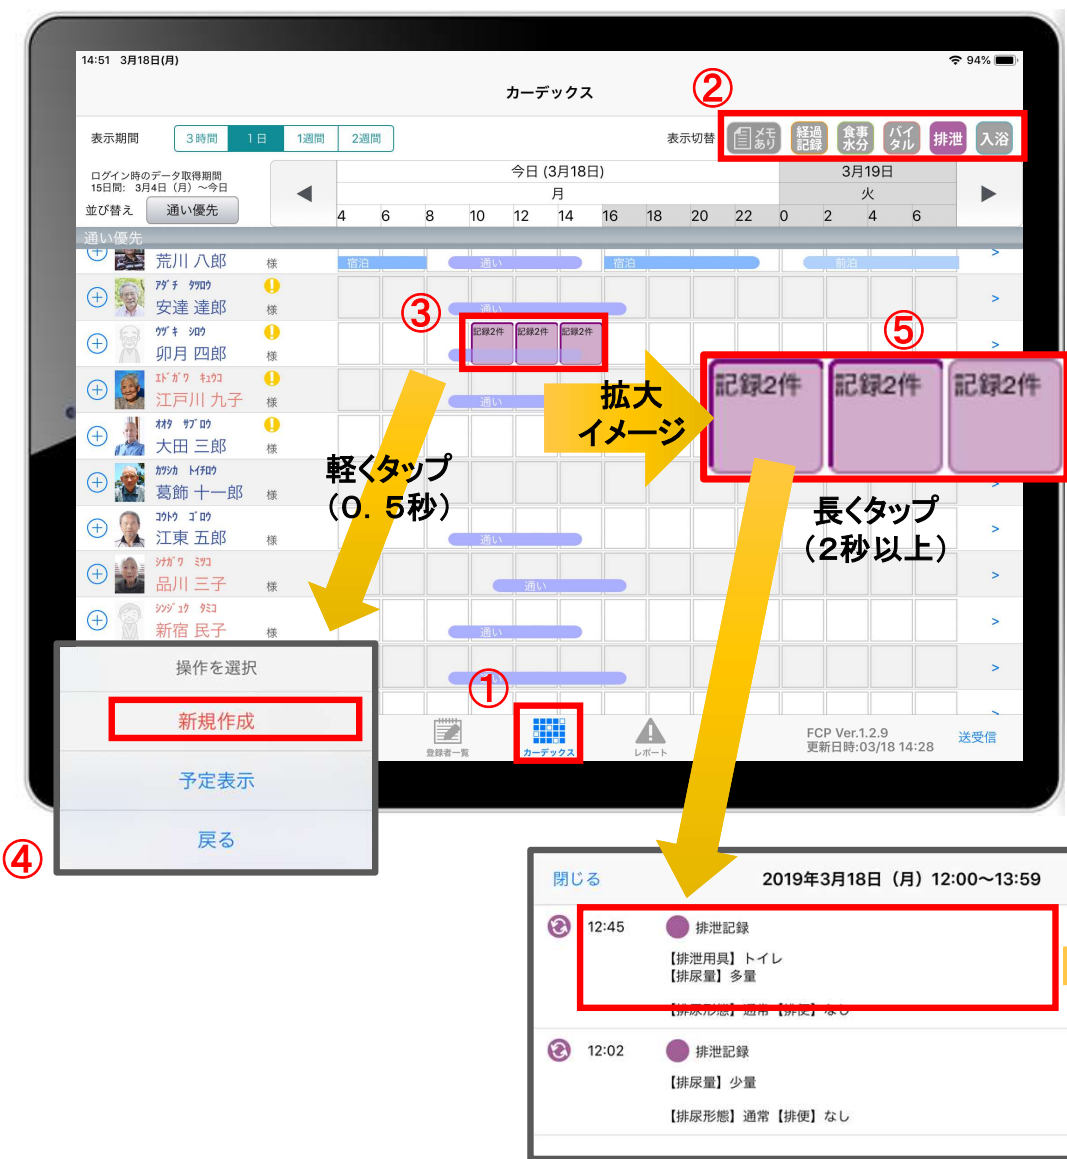 14:51 3月18日(月)
94%
カーデックス
②
表示期間
3時間 1日 1週間 2週間
表示切替
メモあり
経過記録
食事水分
バイタル
排泄
入浴
ログイン時のデータ取得期間
15日間: 3月4日（月）～今日
並び替え 通い優先
◀ 今日 (3月18日) 3月19日 ▶
月 火
4 6 8 10 12 14 16 18 20 22 0 2 4 6
通い優先
荒川 八郎 様 宿泊 通い 宿泊 前泊 >
ｱﾀﾞﾁ ﾀﾂﾛｳ
安達 達郎 様 通い >
③
⑤
ｳﾂﾞｷ ｼﾛｳ
卯月 四郎 様 >
記録2件 記録2件 記録2件
ｴﾄﾞｶﾞﾜ ｷｭｳｺ
江戸川 九子 様 通い
拡大
イメージ
記録2件 記録2件 記録2件
ｵｵﾀ ｻﾌﾞﾛｳ
大田 三郎 様
軽くタップ
（０．５秒）
ｶﾂｼｶ ﾄｲﾁﾛｳ
葛飾 十一郎 様
長くタップ
（２秒以上）
ｺｳﾄｳ ｺﾞﾛｳ
江東 五郎 様 通い >
ｼﾅｶﾞﾜ ﾐﾂｺ
品川 三子 様 通い >
ｼﾝｼﾞｭｸ ﾀﾐｺ
新宿 民子 様 通い >
①
登録者一覧
カーデックス
レポート
FCP Ver.1.2.9
更新日時:03/18 14:28
送受信
操作を選択
新規作成
予定表示
戻る
④
閉じる 2019年3月18日（月）12:00～13:59
12:45 排泄記録
【排泄用具】トイレ
【排尿量】多量
【排尿形態】通常【排便】なし
12:02 排泄記録
【排尿量】少量
【排尿形態】通常【排便】なし